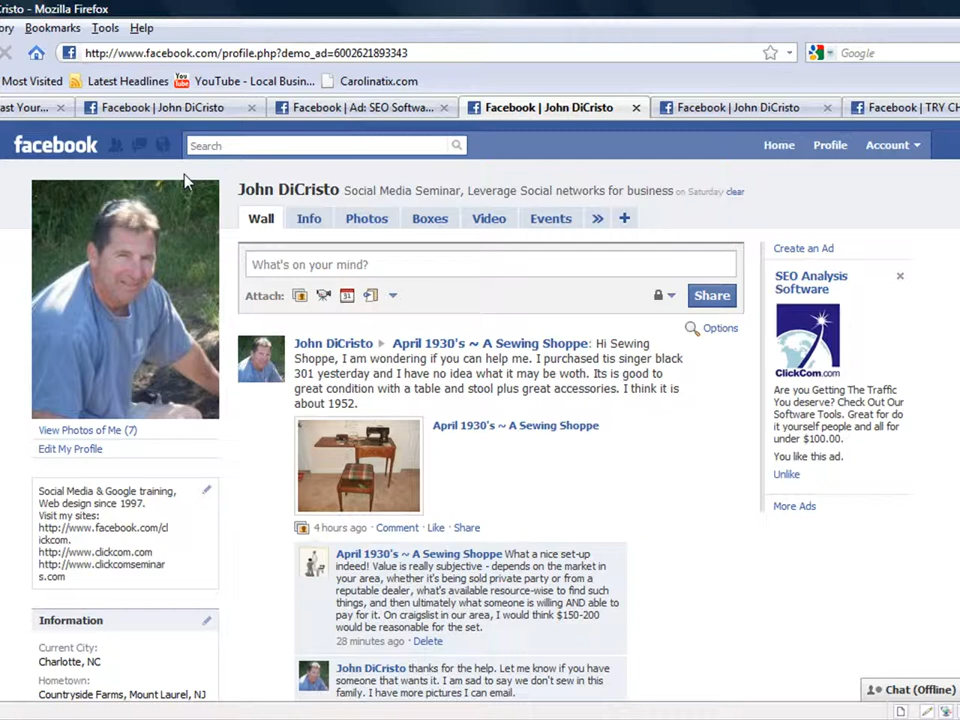 Cristo - Mozilla Firefox
ory Bookmarks Tools Help
http://www.facebook.com/profile.php?demo_ad=6002621893343
Google
Most Visited Latest Headlines You Tube YouTube - Local Busin... Carolinatix.com
ast Your... Facebook | John DiCristo Facebook | Ad: SEO Softwa... Facebook | John DiCristo Facebook | John DiCristo Facebook | TRY CH
facebook Search Home Profile Account
John DiCristo Social Media Seminar, Leverage Social networks for business on Saturday clear
Wall Info Photos Boxes Video Events » +
What's on your mind?
Attach: 31 Share
Options
John DiCristo April 1930's ~ A Sewing Shoppe: Hi Sewing
Shoppe, I am wondering if you can help me. I purchased tis singer black
301 yesterday and I have no idea what it may be woth. Its is good to
great condition with a table and stool plus great accessories. I think it is
about 1952.
April 1930's ~ A Sewing Shoppe
4 hours ago · Comment · Like · Share
April 1930's ~ A Sewing Shoppe What a nice set-up
indeed! Value is really subjective - depends on the market in
your area, whether it's being sold private party or from a
reputable dealer, what's available resource-wise to find such
things, and then ultimately what someone is willing AND able to
pay for it. On craigslist in our area, I would think $150-200
would be reasonable for the set.
28 minutes ago · Delete
John DiCristo thanks for the help. Let me know if you have
someone that wants it. I am sad to say we don't sew in this
family. I have more pictures I can email.
View Photos of Me (7)
Edit My Profile
Social Media & Google training,
Web design since 1997.
Visit my sites:
http://www.facebook.com/cl
ickcom.
http://www.clickcom.com
http://www.clickcomseminar
s.com
Information
Current City:
Charlotte, NC
Hometown:
Countryside Farms, Mount Laurel, NJ
Create an Ad
SEO Analysis
Software
ClickCom.com
Are you Getting The Traffic
You deserve? Check Out Our
Software Tools. Great for do
it yourself people and all for
under $100.00.
You like this ad.
Unlike
More Ads
Chat (Offline)